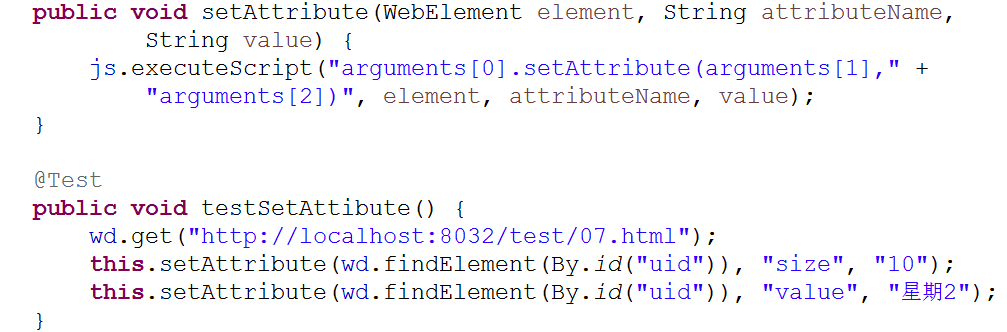 public void setAttribute(WebElement element, String attributeName,
        String value) {
    js.executeScript("arguments[0].setAttribute(arguments[1]," +
        "arguments[2])", element, attributeName, value);
}

@Test
public void testSetAttibute() {
    wd.get("http://localhost:8032/test/07.html");
    this.setAttribute(wd.findElement(By.id("uid")), "size", "10");
    this.setAttribute(wd.findElement(By.id("uid")), "value", "星期2");
}